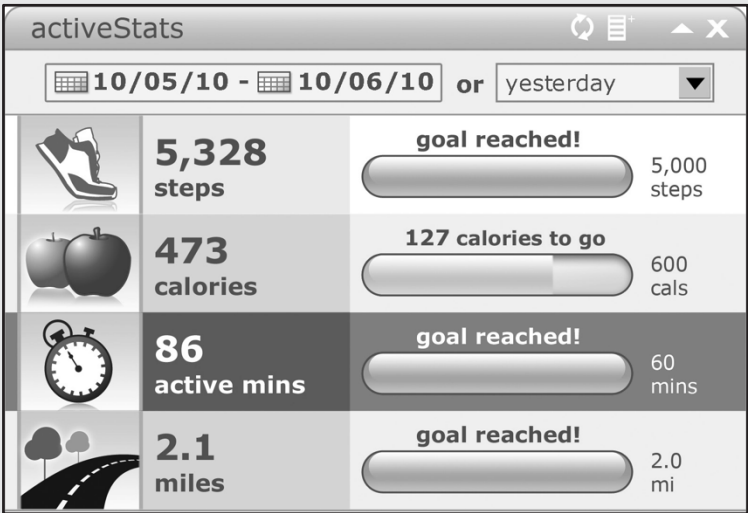 activeStats
10/05/10 - 10/06/10 or yesterday
5,328
steps
goal reached!
5,000
steps
473
calories
127 calories to go
600
cals
86
active mins
goal reached!
60
mins
2.1
miles
goal reached!
2.0
mi